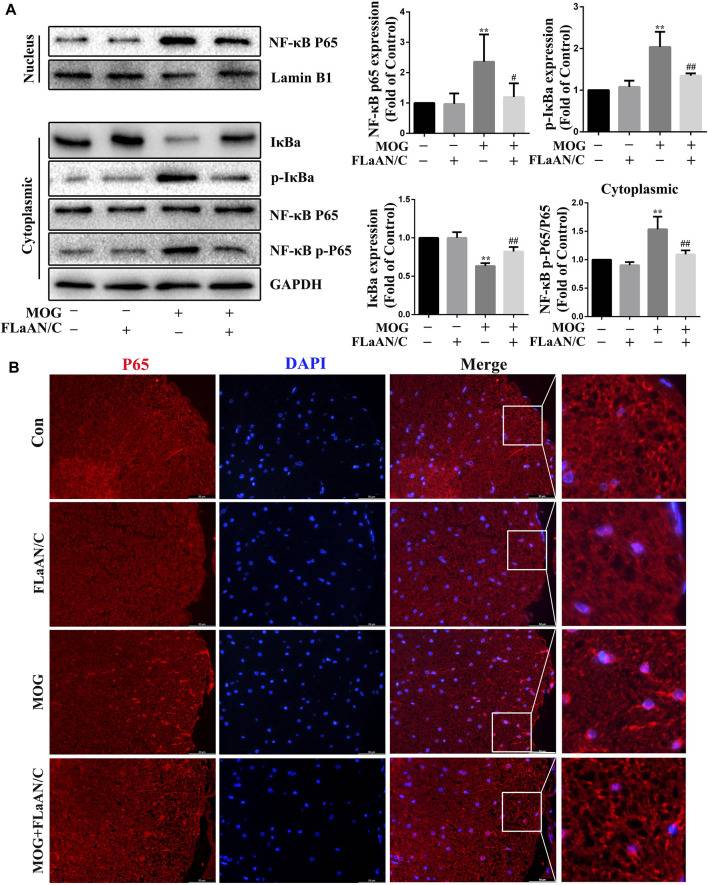 A
Nucleus
NF-κB P65
Lamin B1
Cytoplasmic
IκBa
p-IκBa
NF-κB P65
NF-κB p-P65
GAPDH
MOG − − + +
FLaAN/C − + − +
NF-κB p65 expression
(Fold of Control)
4
3
2
1
0
**
#
MOG − − + +
FLaAN/C − + − +
p-IκBa expression
(Fold of Control)
3
2
1
0
**
##
MOG − − + +
FLaAN/C − + − +
IκBa expression
(Fold of Control)
1.5
1.0
0.5
0.0
**
##
MOG − − + +
FLaAN/C − + − +
Cytoplasmic
NF-κB p-P65/P65
(Fold of Control)
2.0
1.5
1.0
0.5
0.0
**
##
MOG − − + +
FLaAN/C − + − +
B
P65 DAPI Merge
Con
FLaAN/C
MOG
MOG+FLaAN/C